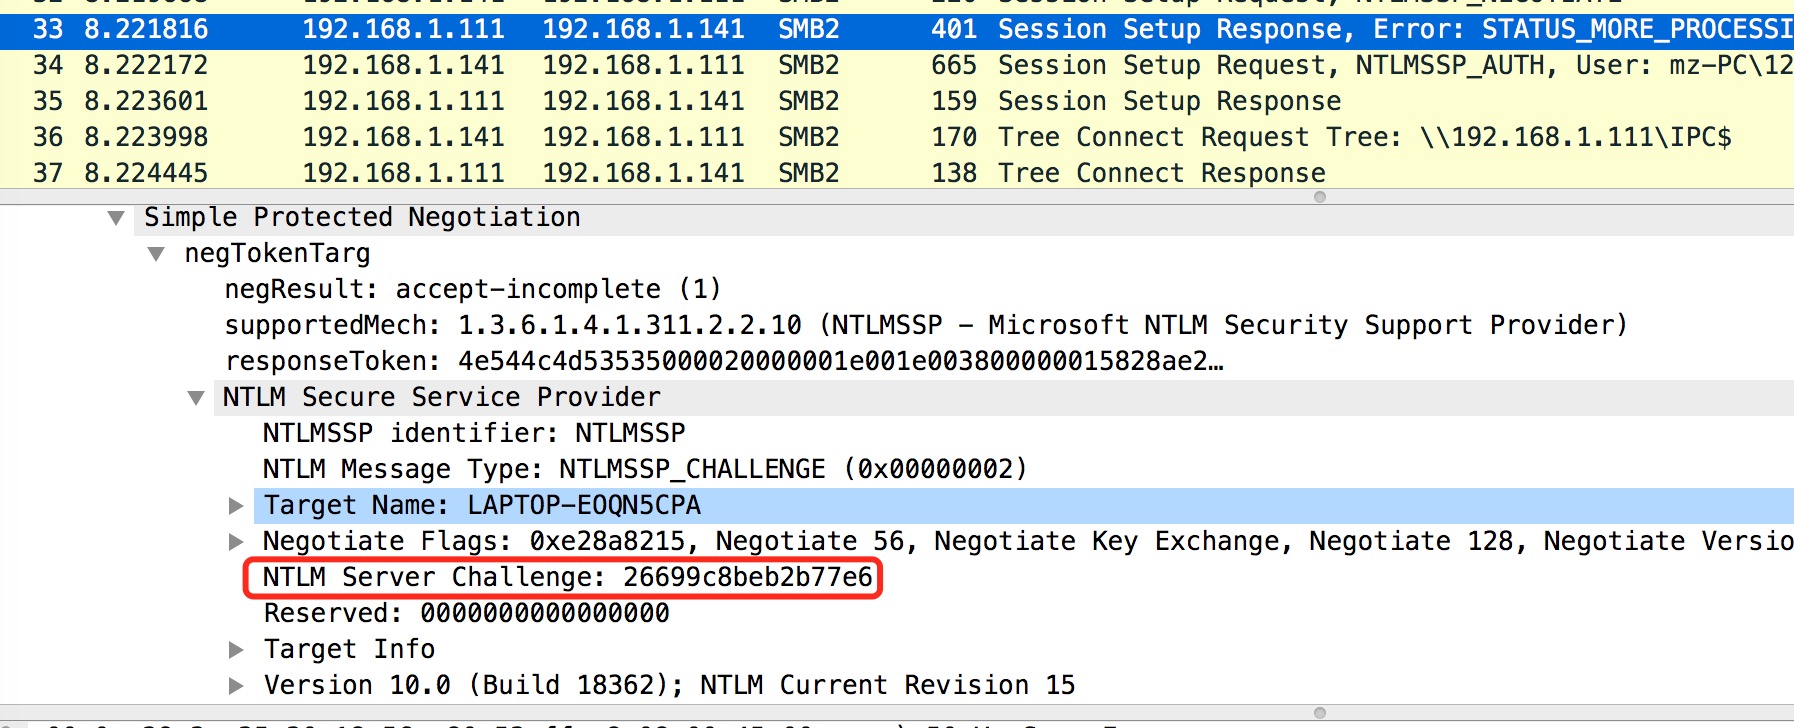 33 8.221816 192.168.1.111 192.168.1.141 SMB2 401 Session Setup Response, Error: STATUS_MORE_PROCESSI
34 8.222172 192.168.1.141 192.168.1.111 SMB2 665 Session Setup Request, NTLMSSP_AUTH, User: mz-PC\12
35 8.223601 192.168.1.111 192.168.1.141 SMB2 159 Session Setup Response
36 8.223998 192.168.1.141 192.168.1.111 SMB2 170 Tree Connect Request Tree: \\192.168.1.111\IPC$
37 8.224445 192.168.1.111 192.168.1.141 SMB2 138 Tree Connect Response
Simple Protected Negotiation
negTokenTarg
negResult: accept-incomplete (1)
supportedMech: 1.3.6.1.4.1.311.2.2.10 (NTLMSSP - Microsoft NTLM Security Support Provider)
responseToken: 4e544c4d53535000020000001e001e003800000015828ae2…
NTLM Secure Service Provider
NTLMSSP identifier: NTLMSSP
NTLM Message Type: NTLMSSP_CHALLENGE (0x00000002)
Target Name: LAPTOP-EOQN5CPA
Negotiate Flags: 0xe28a8215, Negotiate 56, Negotiate Key Exchange, Negotiate 128, Negotiate Versio
NTLM Server Challenge: 26699c8beb2b77e6
Reserved: 0000000000000000
Target Info
Version 10.0 (Build 18362); NTLM Current Revision 15